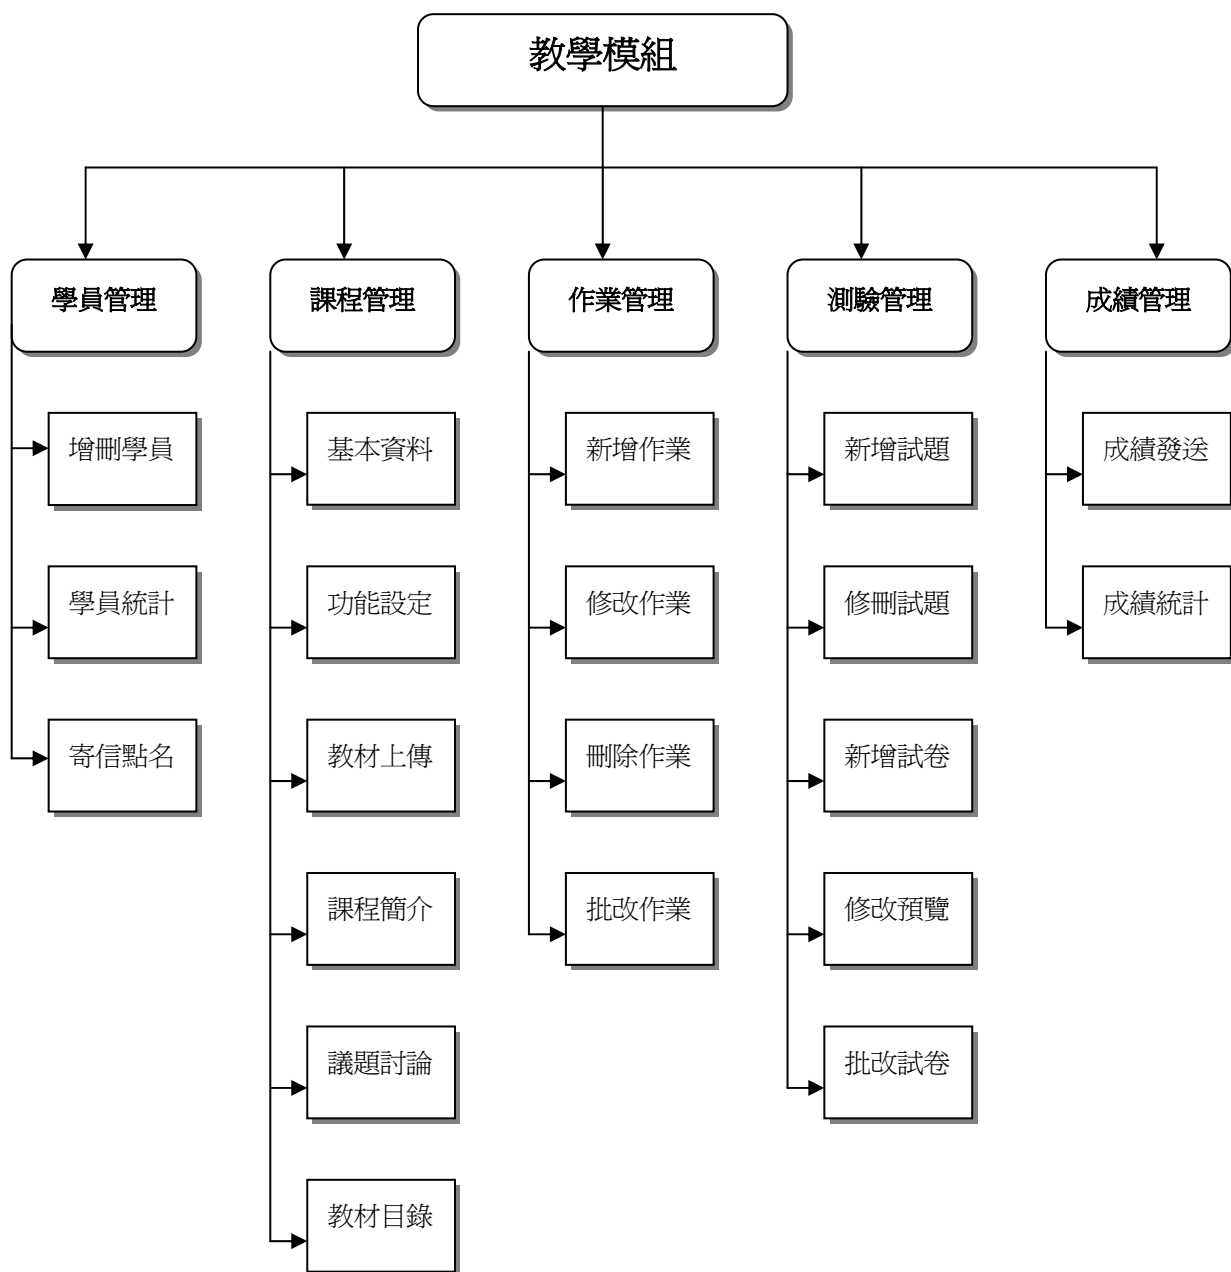 教學模組
學員管理
增刪學員
學員統計
寄信點名
課程管理
基本資料
功能設定
教材上傳
課程簡介
議題討論
教材目錄
作業管理
新增作業
修改作業
刪除作業
批改作業
測驗管理
新增試題
修刪試題
新增試卷
修改預覽
批改試卷
成績管理
成績發送
成績統計